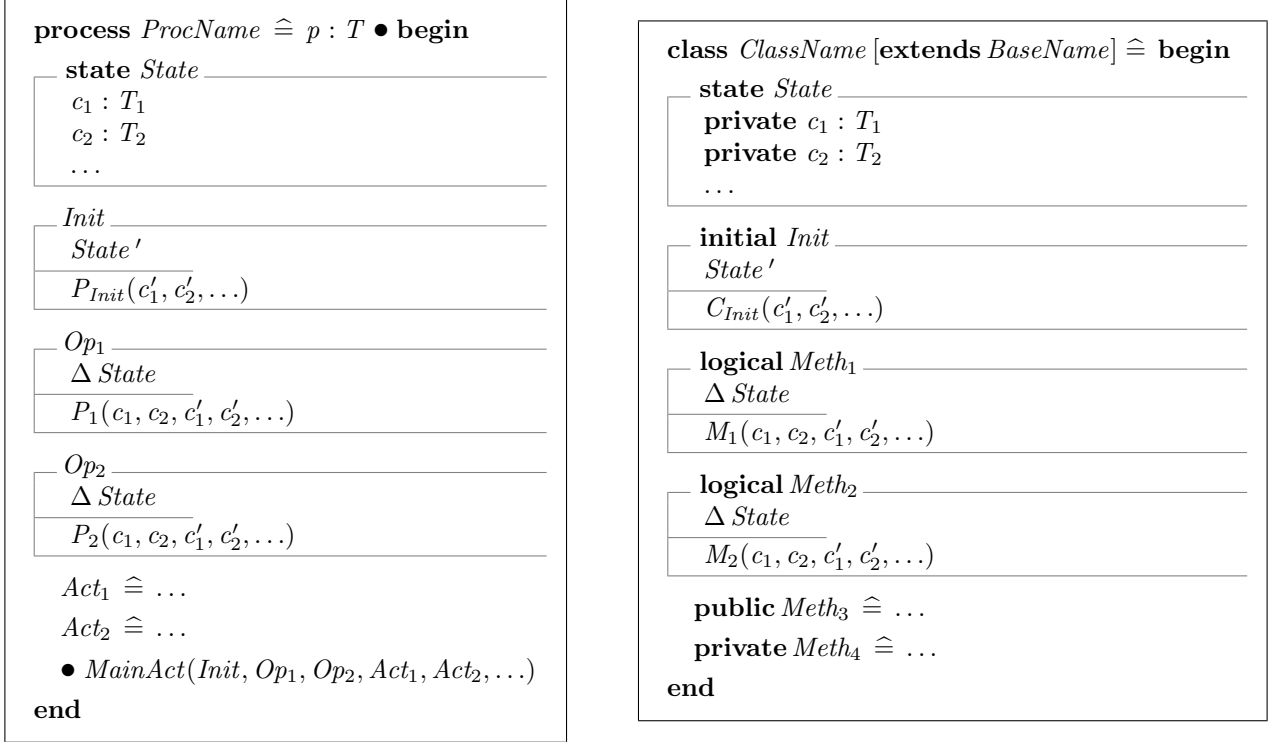 process ProcName ≙ p : T ● begin
state State
c₁ : T₁
c₂ : T₂
. . .
Init
State ′
P_Init(c′₁, c′₂, . . .)
Op₁
Δ State
P₁(c₁, c₂, c′₁, c′₂, . . .)
Op₂
Δ State
P₂(c₁, c₂, c′₁, c′₂, . . .)
Act₁ ≙ . . .
Act₂ ≙ . . .
● MainAct(Init, Op₁, Op₂, Act₁, Act₂, . . .)
end
class ClassName [extends BaseName] ≙ begin
state State
private c₁ : T₁
private c₂ : T₂
. . .
initial Init
State ′
C_Init(c′₁, c′₂, . . .)
logical Meth₁
Δ State
M₁(c₁, c₂, c′₁, c′₂, . . .)
logical Meth₂
Δ State
M₂(c₁, c₂, c′₁, c′₂, . . .)
public Meth₃ ≙ . . .
private Meth₄ ≙ . . .
end